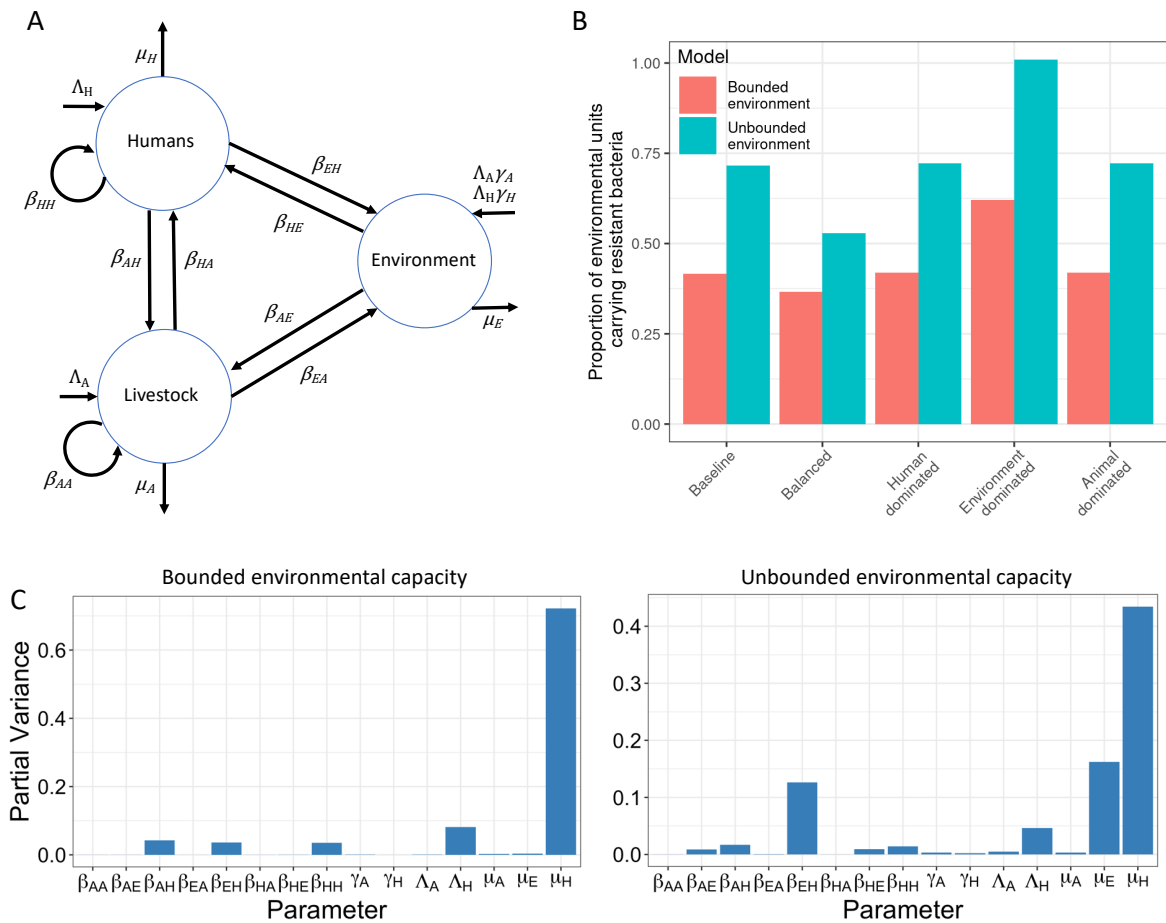 A
μH
ΛH
Humans
βHH
βEH
βHE
ΛAγA
ΛHγH
βAH
βHA
Environment
βAE
μE
βEA
ΛA
Livestock
βAA
μA
B
Proportion of environmental units
carrying resistant bacteria
Model
Bounded
environment
Unbounded
environment
1.00
0.75
0.50
0.25
0.00
Baseline
Balanced
Human
dominated
Environment
dominated
Animal
dominated
C
Bounded environmental capacity
Partial Variance
0.6
0.4
0.2
0.0
βAA βAE βAH βEA βEH βHA βHE βHH γA γH ΛA ΛH μA μE μH
Parameter
Unbounded environmental capacity
0.4
0.3
0.2
0.1
0.0
βAA βAE βAH βEA βEH βHA βHE βHH γA γH ΛA ΛH μA μE μH
Parameter